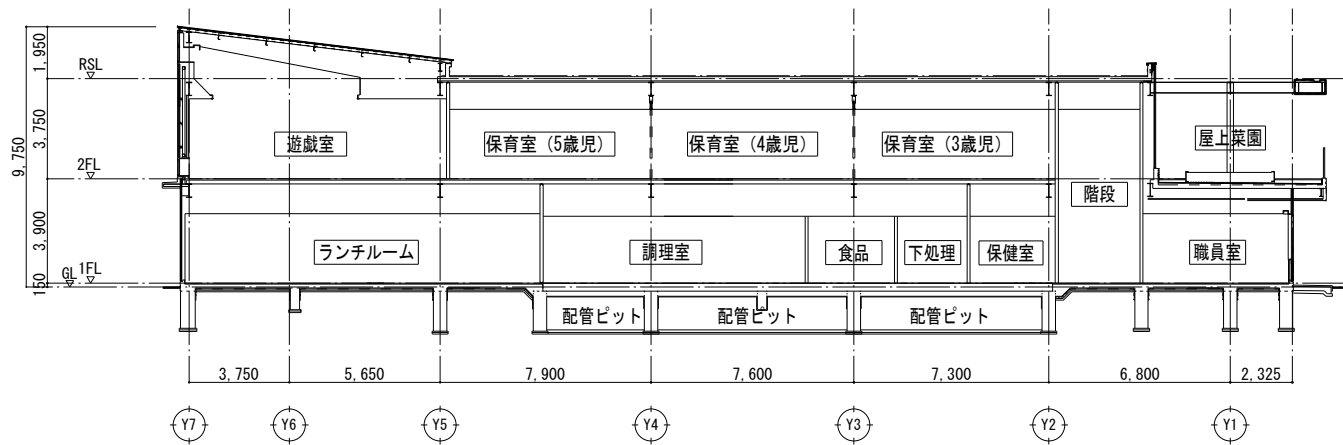 1,950
RSL
3,750
9,750
2FL
3,900
GL
1FL
150
遊戯室
保育室（5歳児）
保育室（4歳児）
保育室（3歳児）
屋上菜園
階段
ランチルーム
調理室
食品
下処理
保健室
職員室
配管ピット
配管ピット
配管ピット
3,750
5,650
7,900
7,600
7,300
6,800
2,325
Y7
Y6
Y5
Y4
Y3
Y2
Y1